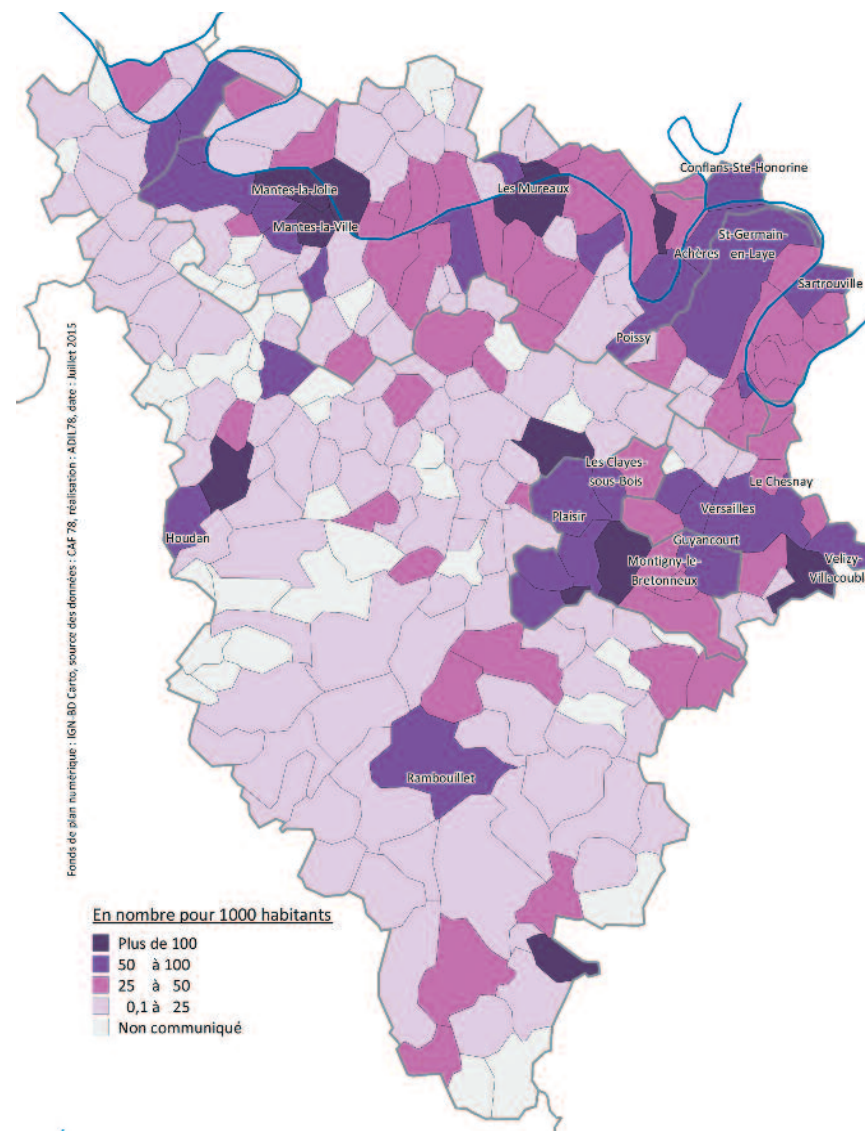 Conflans-Ste-Honorine
Mantes-la-Jolie
Les Mureaux
Mantes-la-Ville
St-Germain-
en-Laye
Achères
Sartrouville
Poissy
Les Clayes-
sous-Bois
Le Chesnay
Versailles
Plaisir
Houdan
Guyancourt
Montigny-le-
Bretonneux
Velizy-
Villacoubl
Rambouillet
Fonds de plan numérique : IGN-BD Carto, source des données : CAF 78, réalisation : ADIL78, date : Juillet 2015
En nombre pour 1000 habitants
Plus de 100
50 à 100
25 à 50
0,1 à 25
Non communiqué